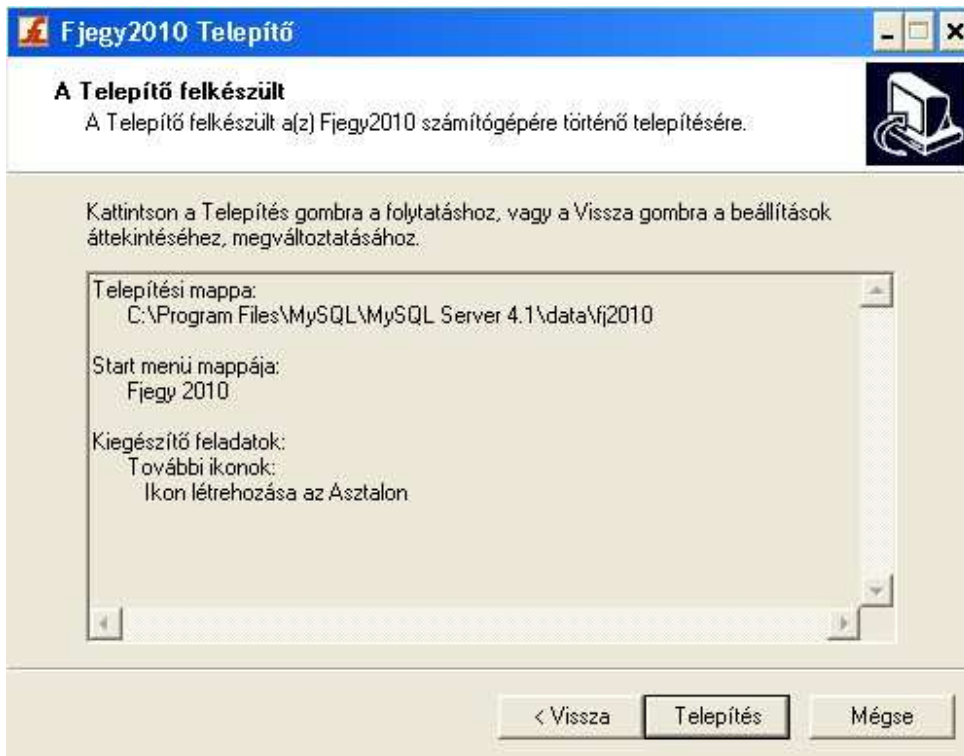 Fjegy2010 Telepítő
A Telepítő felkészült
A Telepítő felkészült a(z) Fjegy2010 számítógépére történő telepítésére.
Kattintson a Telepítés gombra a folytatáshoz, vagy a Vissza gombra a beállítások
áttekintéséhez, megváltoztatásához.
Telepítési mappa:
C:\Program Files\MySQL\MySQL Server 4.1\data\fj2010
Start menü mappája:
Fjegy 2010
Kiegészítő feladatok:
További ikonok:
Ikon létrehozása az Asztalon
< Vissza
Telepítés
Mégse